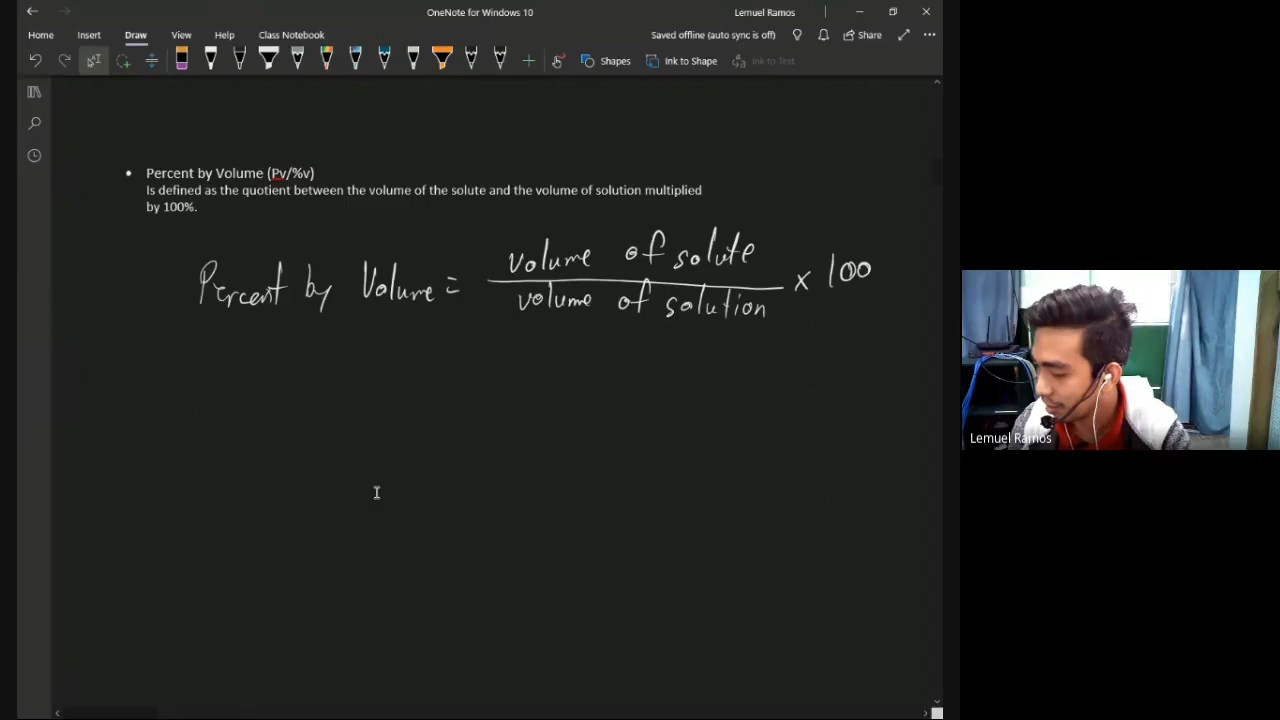 OneNote for Windows 10
Lemuel Ramos
Home Insert Draw View Help Class Notebook
Saved offline (auto sync is off)
Share
Shapes
Ink to Shape
Ink to Text
• Percent by Volume (Pv/%v)
Is defined as the quotient between the volume of the solute and the volume of solution multiplied
by 100%.
Percent by Volume = volume of solute
volume of solution
x 100
Lemuel Ramos